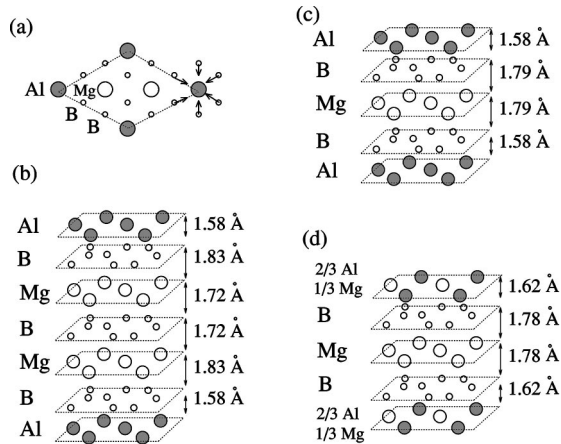 (a)
Al
Mg
B
B
(b)
Al
B
Mg
B
Mg
B
Al
1.58 Å
1.83 Å
1.72 Å
1.72 Å
1.83 Å
1.58 Å
(c)
Al
B
Mg
B
Al
1.58 Å
1.79 Å
1.79 Å
1.58 Å
(d)
2/3 Al
1/3 Mg
B
Mg
B
2/3 Al
1/3 Mg
1.62 Å
1.78 Å
1.78 Å
1.62 Å